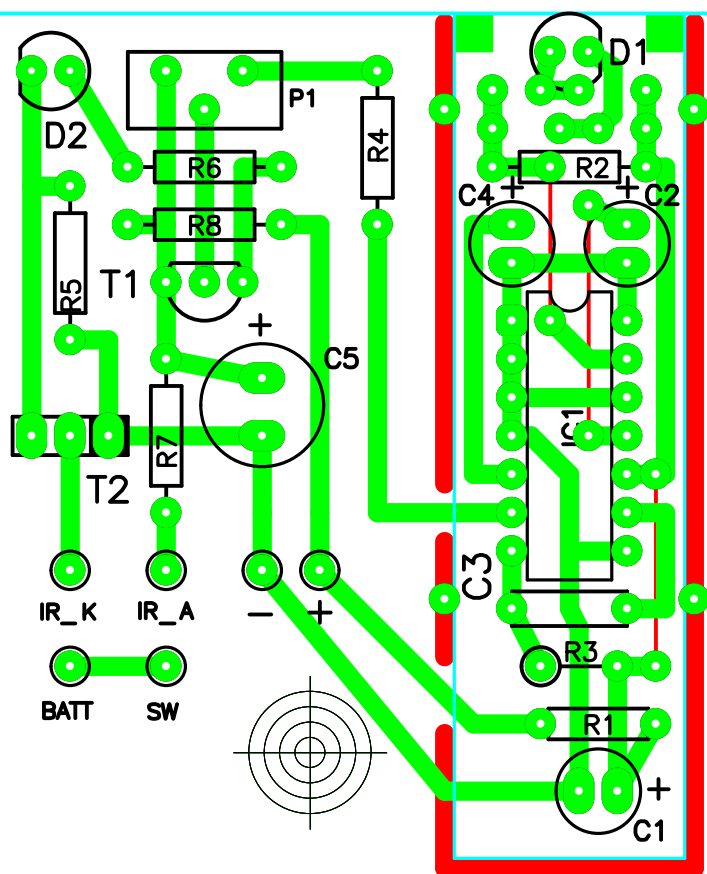 D1
P1
D2
R4
R6
R2
C4 +
+ C2
R8
T1
R5
+
C5
IC1
R7
T2
C3
IR_K
IR_A
-
+
R3
BATT
SW
R1
+
C1